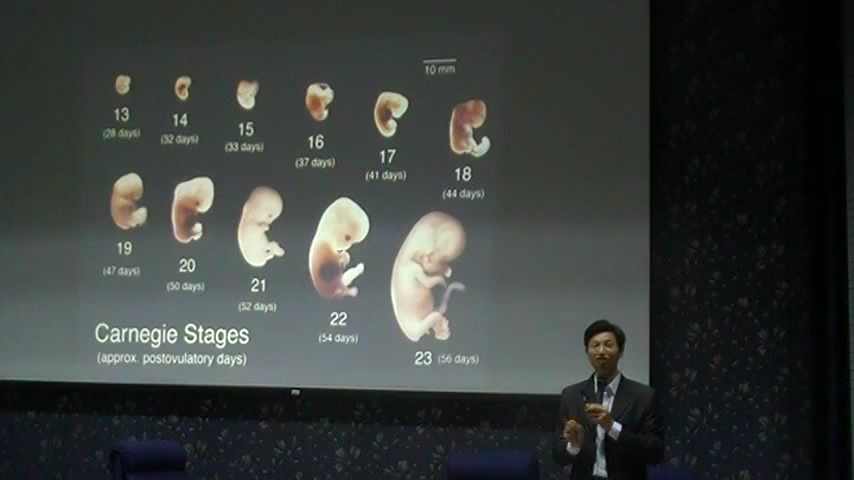 10 mm
13
(28 days)
14
(32 days)
15
(33 days)
16
(37 days)
17
(41 days)
18
(44 days)
19
(47 days)
20
(50 days)
21
(52 days)
22
(54 days)
23 (56 days)
Carnegie Stages
(approx. postovulatory days)